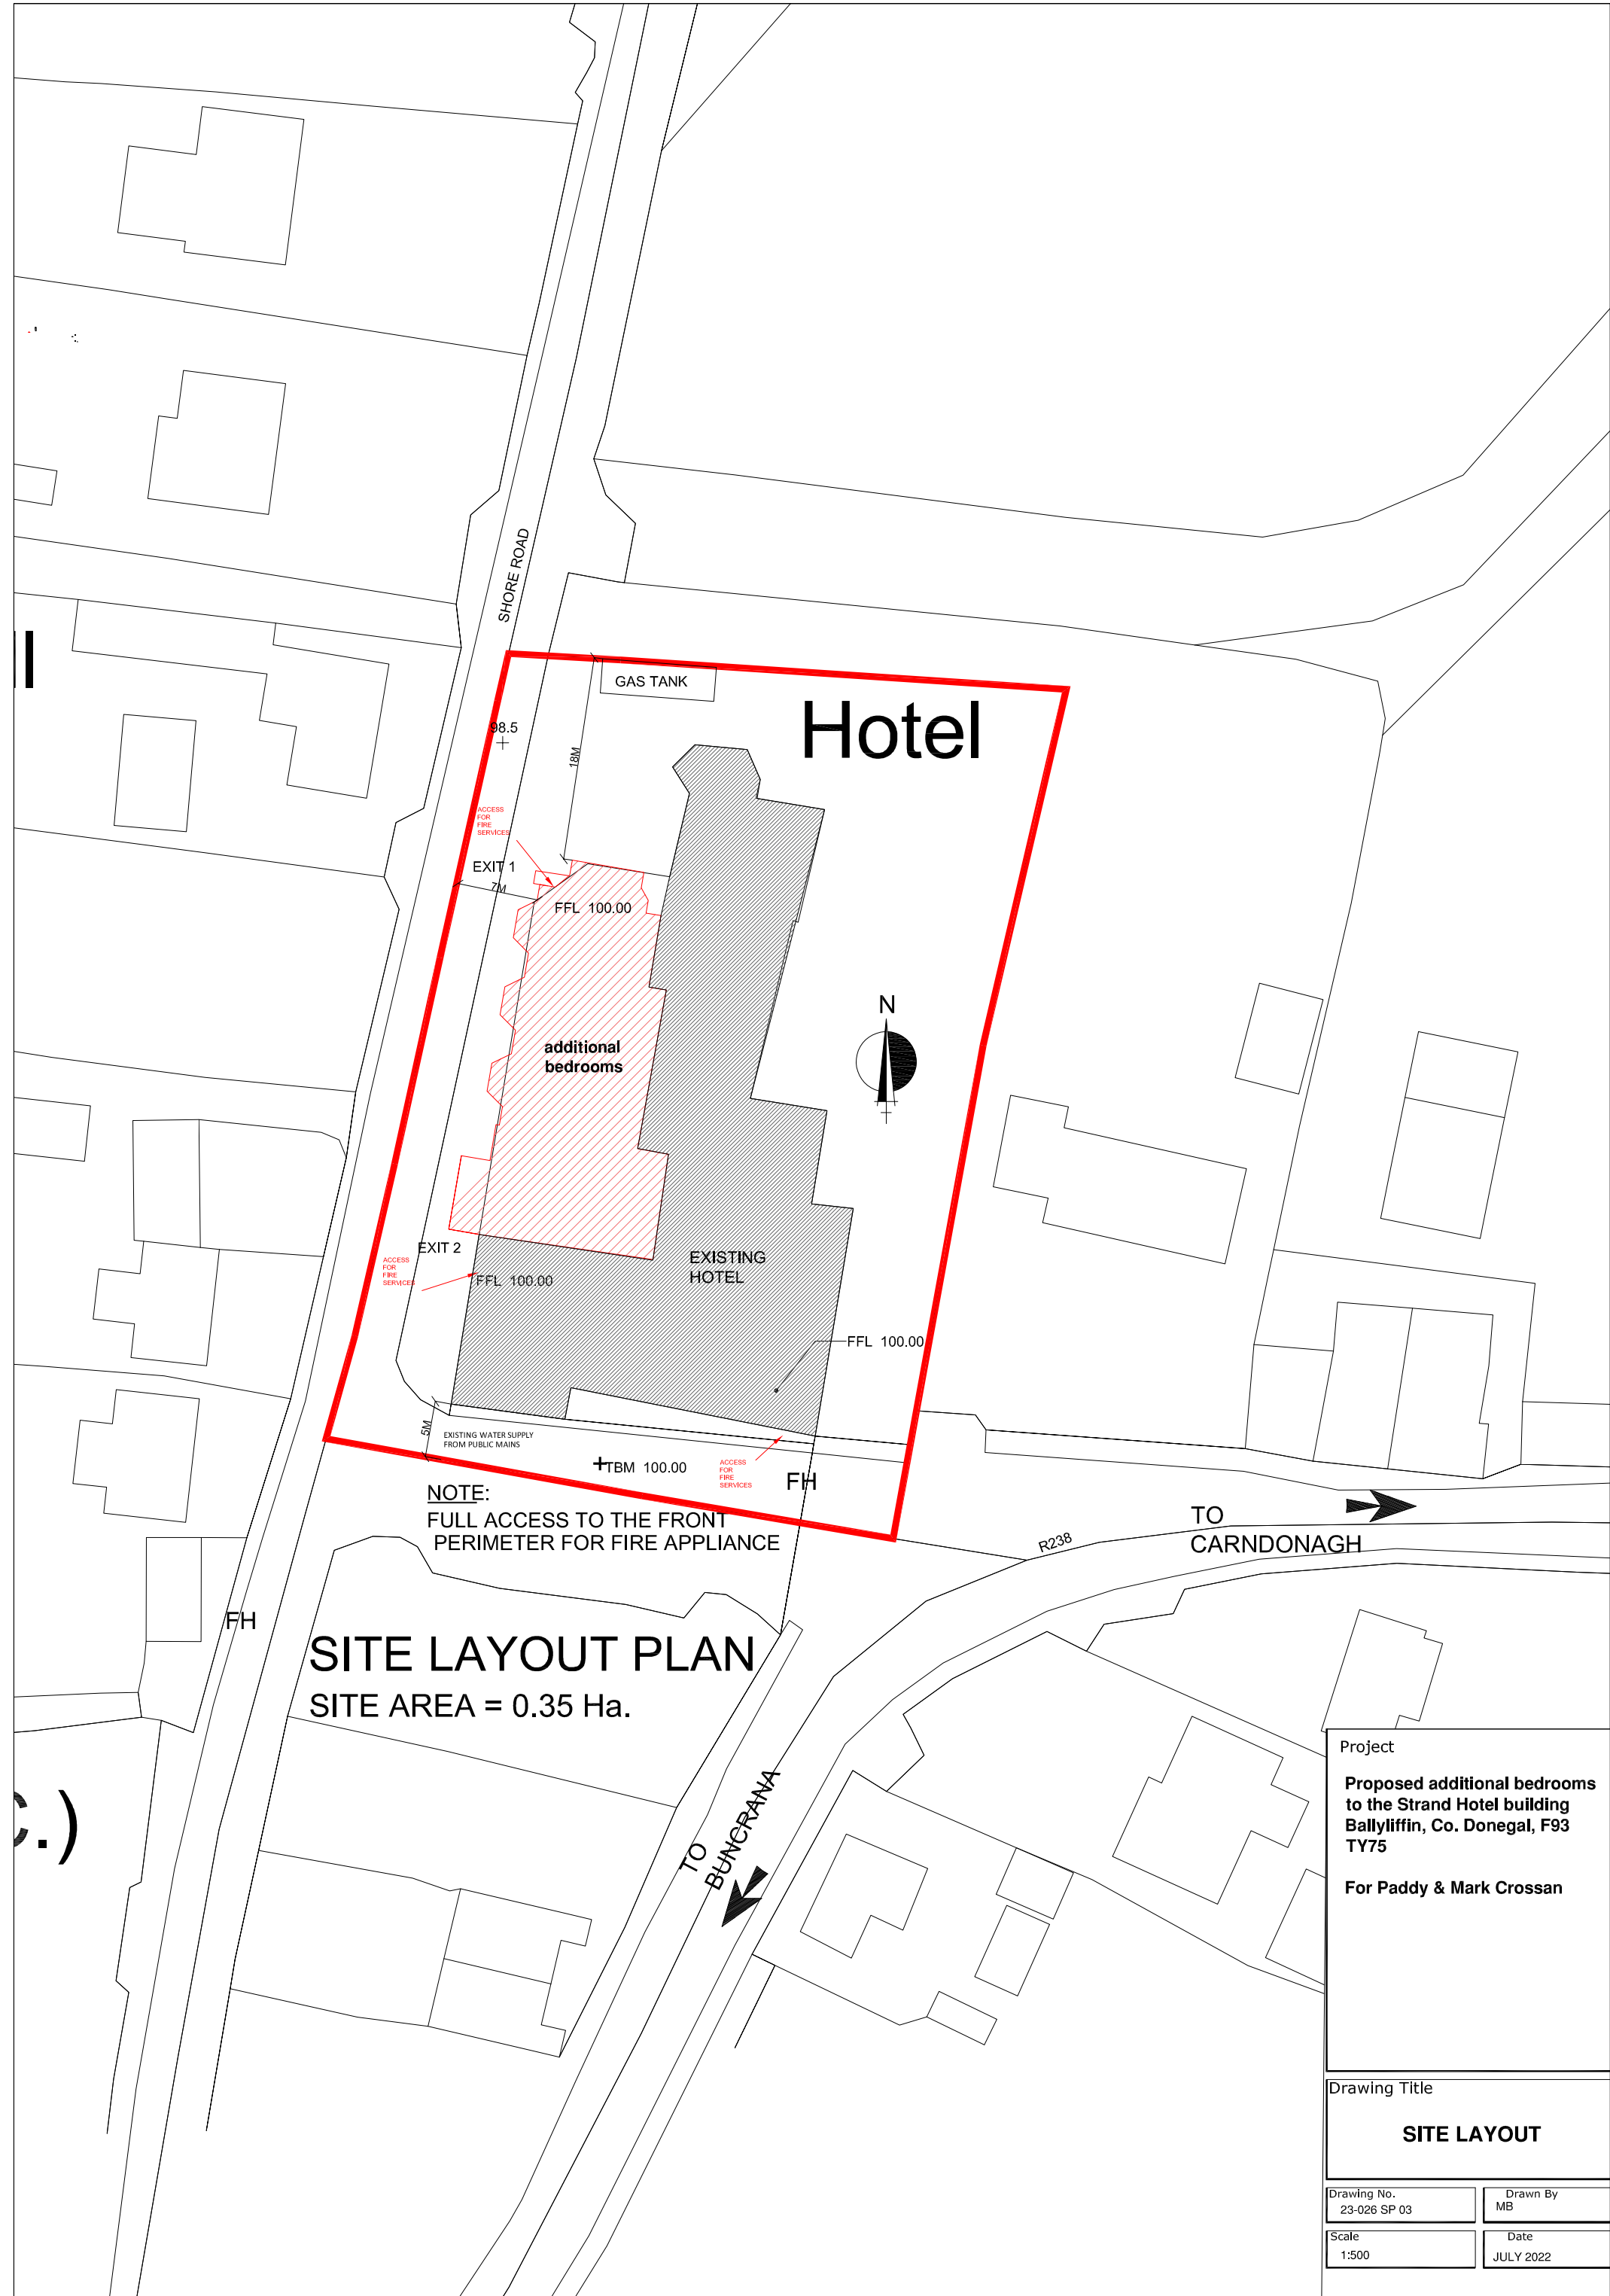 SHORE ROAD
GAS TANK
Hotel
98.5
18M
ACCESS
FOR
FIRE
SERVICES
EXIT 1
7M
FFL 100.00
N
additional
bedrooms
EXIT 2
ACCESS
FOR
FIRE
SERVICES
FFL 100.00
EXISTING
HOTEL
FFL 100.00
5M
EXISTING WATER SUPPLY
FROM PUBLIC MAINS
TBM 100.00
ACCESS
FOR
FIRE
SERVICES
FH
NOTE:
FULL ACCESS TO THE FRONT
PERIMETER FOR FIRE APPLIANCE
R238
TO
CARNDONAGH
FH
SITE LAYOUT PLAN
SITE AREA = 0.35 Ha.
TO
BUNCRANA
.)
Project
Proposed additional bedrooms
to the Strand Hotel building
Ballyliffin, Co. Donegal, F93
TY75
For Paddy & Mark Crossan
Drawing Title
SITE LAYOUT
Drawing No.
23-026 SP 03
Drawn By
MB
Scale
1:500
Date
JULY 2022